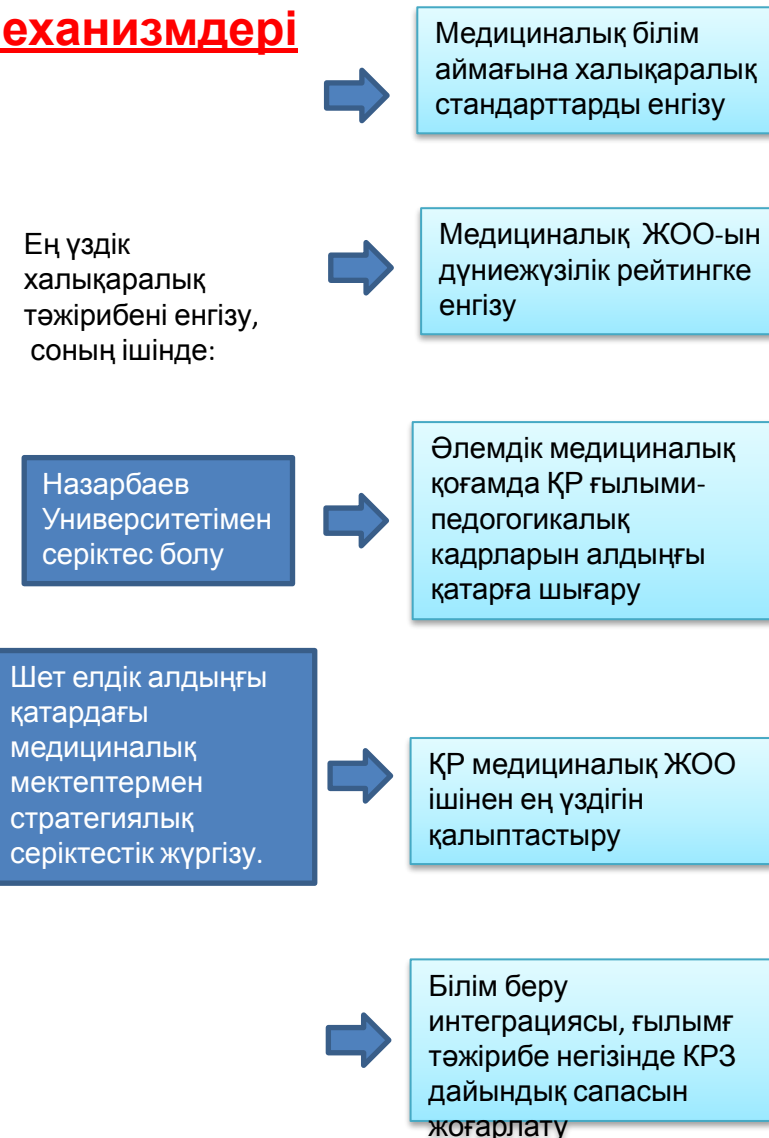 еханизмдері
Медициналық білім
аймағына халықаралық
стандарттарды енгізу
Ең үздік
халықаралық
тәжірибені енгізу,
соның ішінде:
Медициналық ЖОО-ын
дүниежүзілік рейтингке
енгізу
Назарбаев
Университетімен
серіктес болу
Әлемдік медициналық
қоғамда ҚР ғылыми-
педогогикалық
кадрларын алдыңғы
қатарға шығару
Шет елдік алдыңғы
қатардағы
медициналық
мектептермен
стратегиялық
серіктестік жүргізу.
ҚР медициналық ЖОО
ішінен ең үздігін
қалыптастыру
Білім беру
интеграциясы, ғылымғ
тәжірибе негізінде КРЗ
дайындық сапасын
жоғарлату